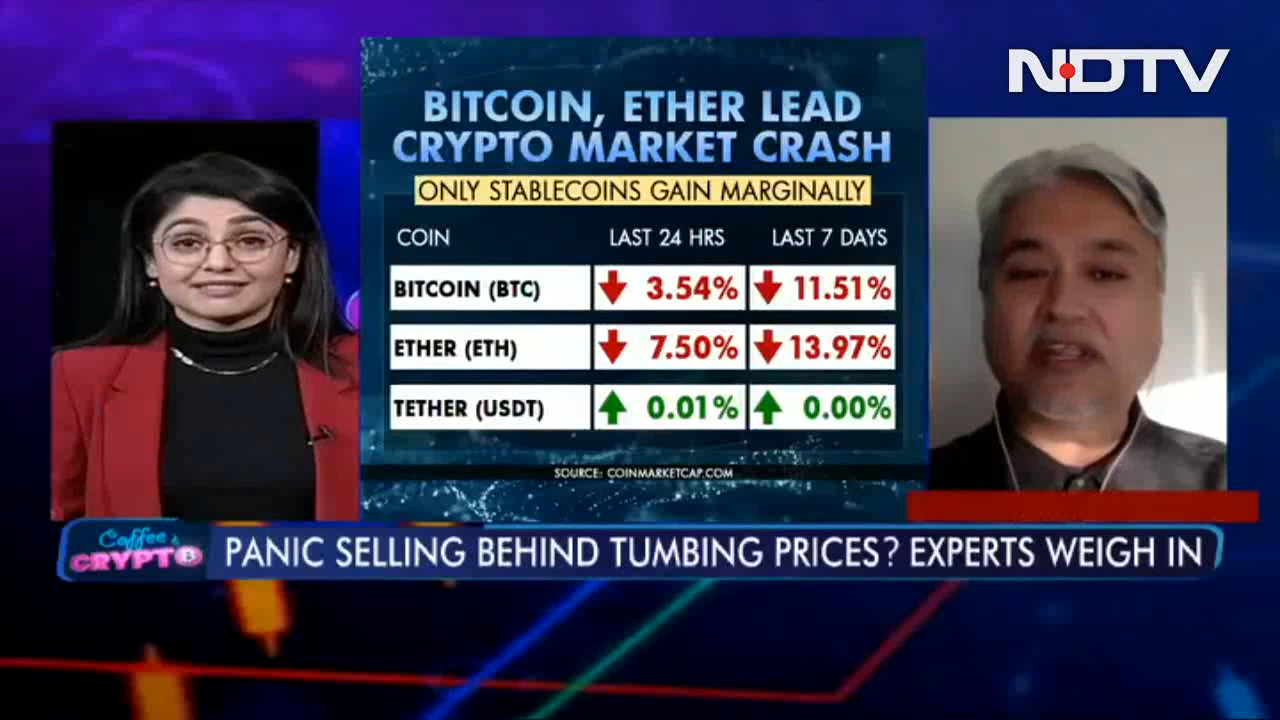 NDTV
BITCOIN, ETHER LEAD
CRYPTO MARKET CRASH
ONLY STABLECOINS GAIN MARGINALLY
COIN LAST 24 HRS LAST 7 DAYS
BITCOIN (BTC) 3.54% 11.51%
ETHER (ETH) 7.50% 13.97%
TETHER (USDT) 0.01% 0.00%
SOURCE: COINMARKETCAP.COM
Coffee &
CRYPTO
PANIC SELLING BEHIND TUMBING PRICES? EXPERTS WEIGH IN